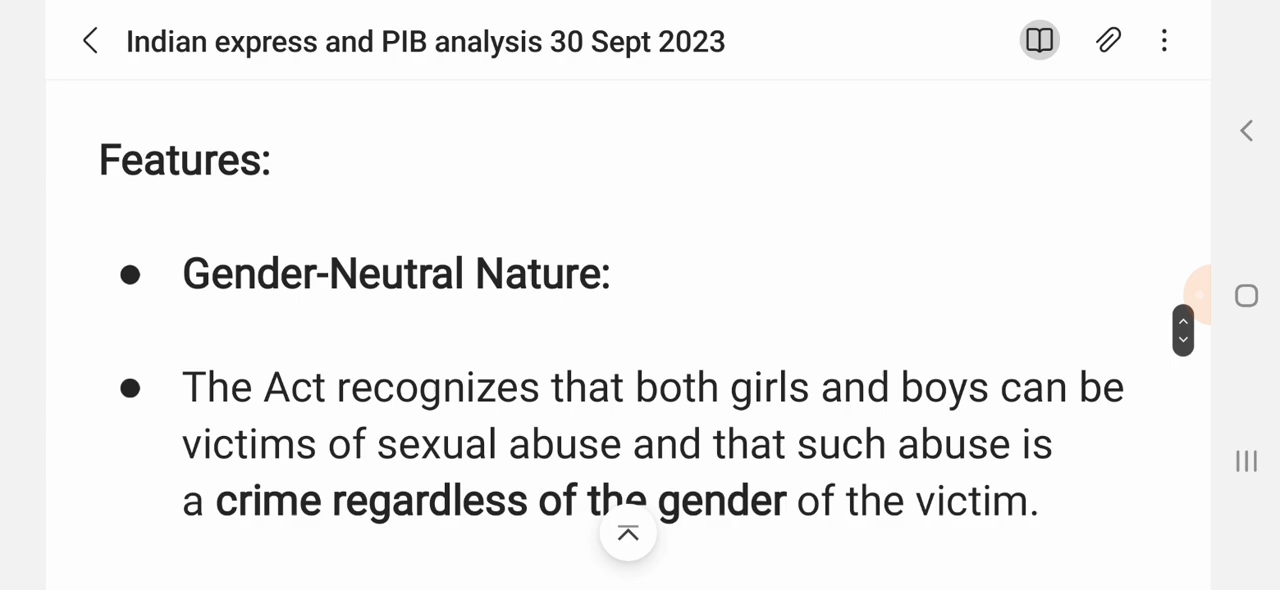 Indian express and PIB analysis 30 Sept 2023
Features:
● Gender-Neutral Nature:
● The Act recognizes that both girls and boys can be
victims of sexual abuse and that such abuse is
a crime regardless of the gender of the victim.